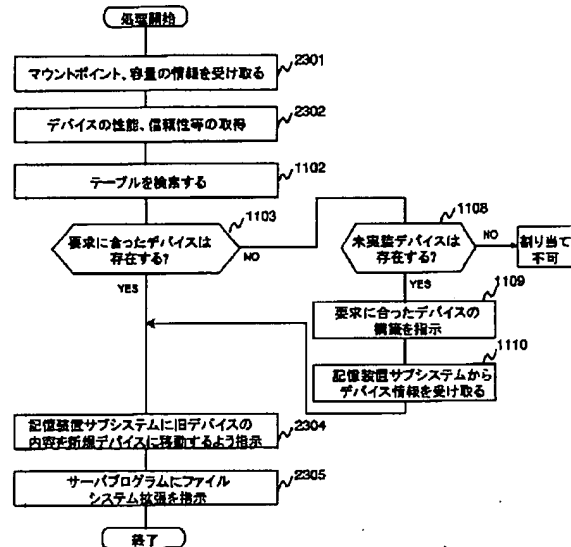 処理開始
マウントポイント、容量の情報を受け取る
2301
デバイスの性能、信頼性等の取得
2302
テーブルを検索する
1102
要求に合ったデバイスは
存在する?
1103
NO
YES
未実装デバイスは
存在する?
1108
NO
YES
割り当て
不可
要求に合ったデバイスの
構築を指示
1109
記憶装置サブシステムから
デバイス情報を受け取る
1110
記憶装置サブシステムに旧デバイスの
内容を新規デバイスに移動するよう指示
2304
サーバプログラムにファイル
システム拡張を指示
2305
終了